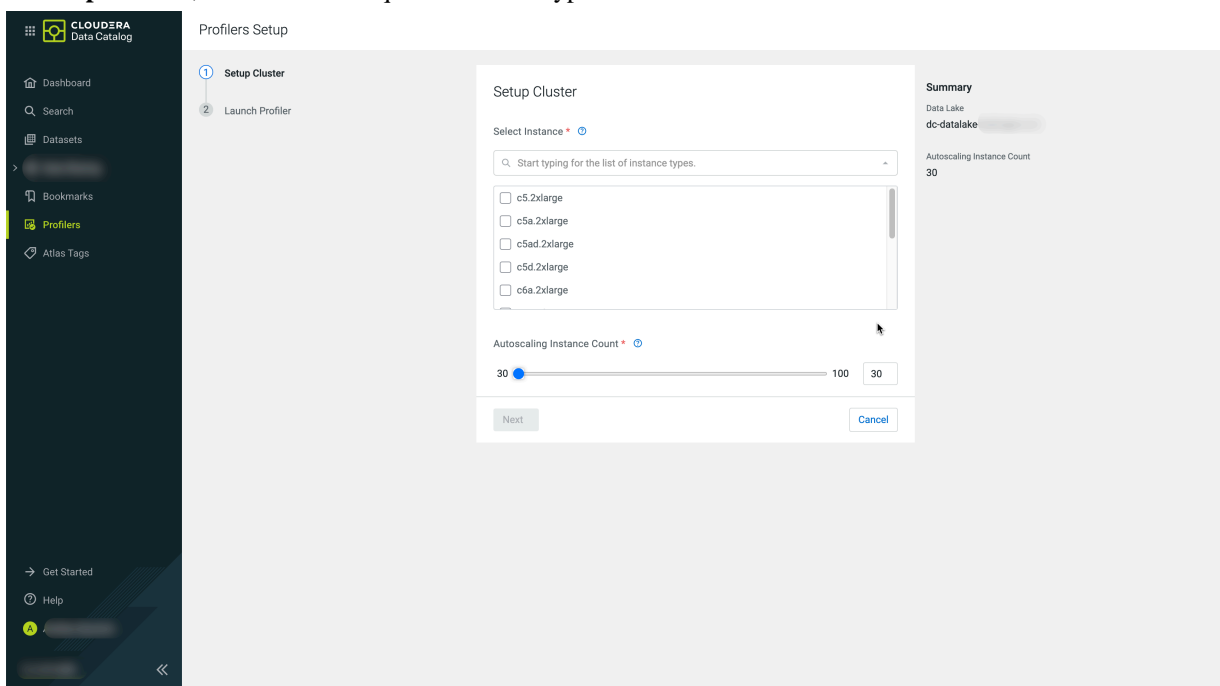 CLOUDERA
Data Catalog
Profilers Setup
Dashboard
Search
Datasets
Bookmarks
Profilers
Atlas Tags
Get Started
Help
A
1 Setup Cluster
2 Launch Profiler
Setup Cluster
Select Instance *
Start typing for the list of instance types.
c5.2xlarge
c5a.2xlarge
c5ad.2xlarge
c5d.2xlarge
c6a.2xlarge
Autoscaling Instance Count *
30 100 30
Next Cancel
Summary
Data Lake
dc-datalake
Autoscaling Instance Count
30